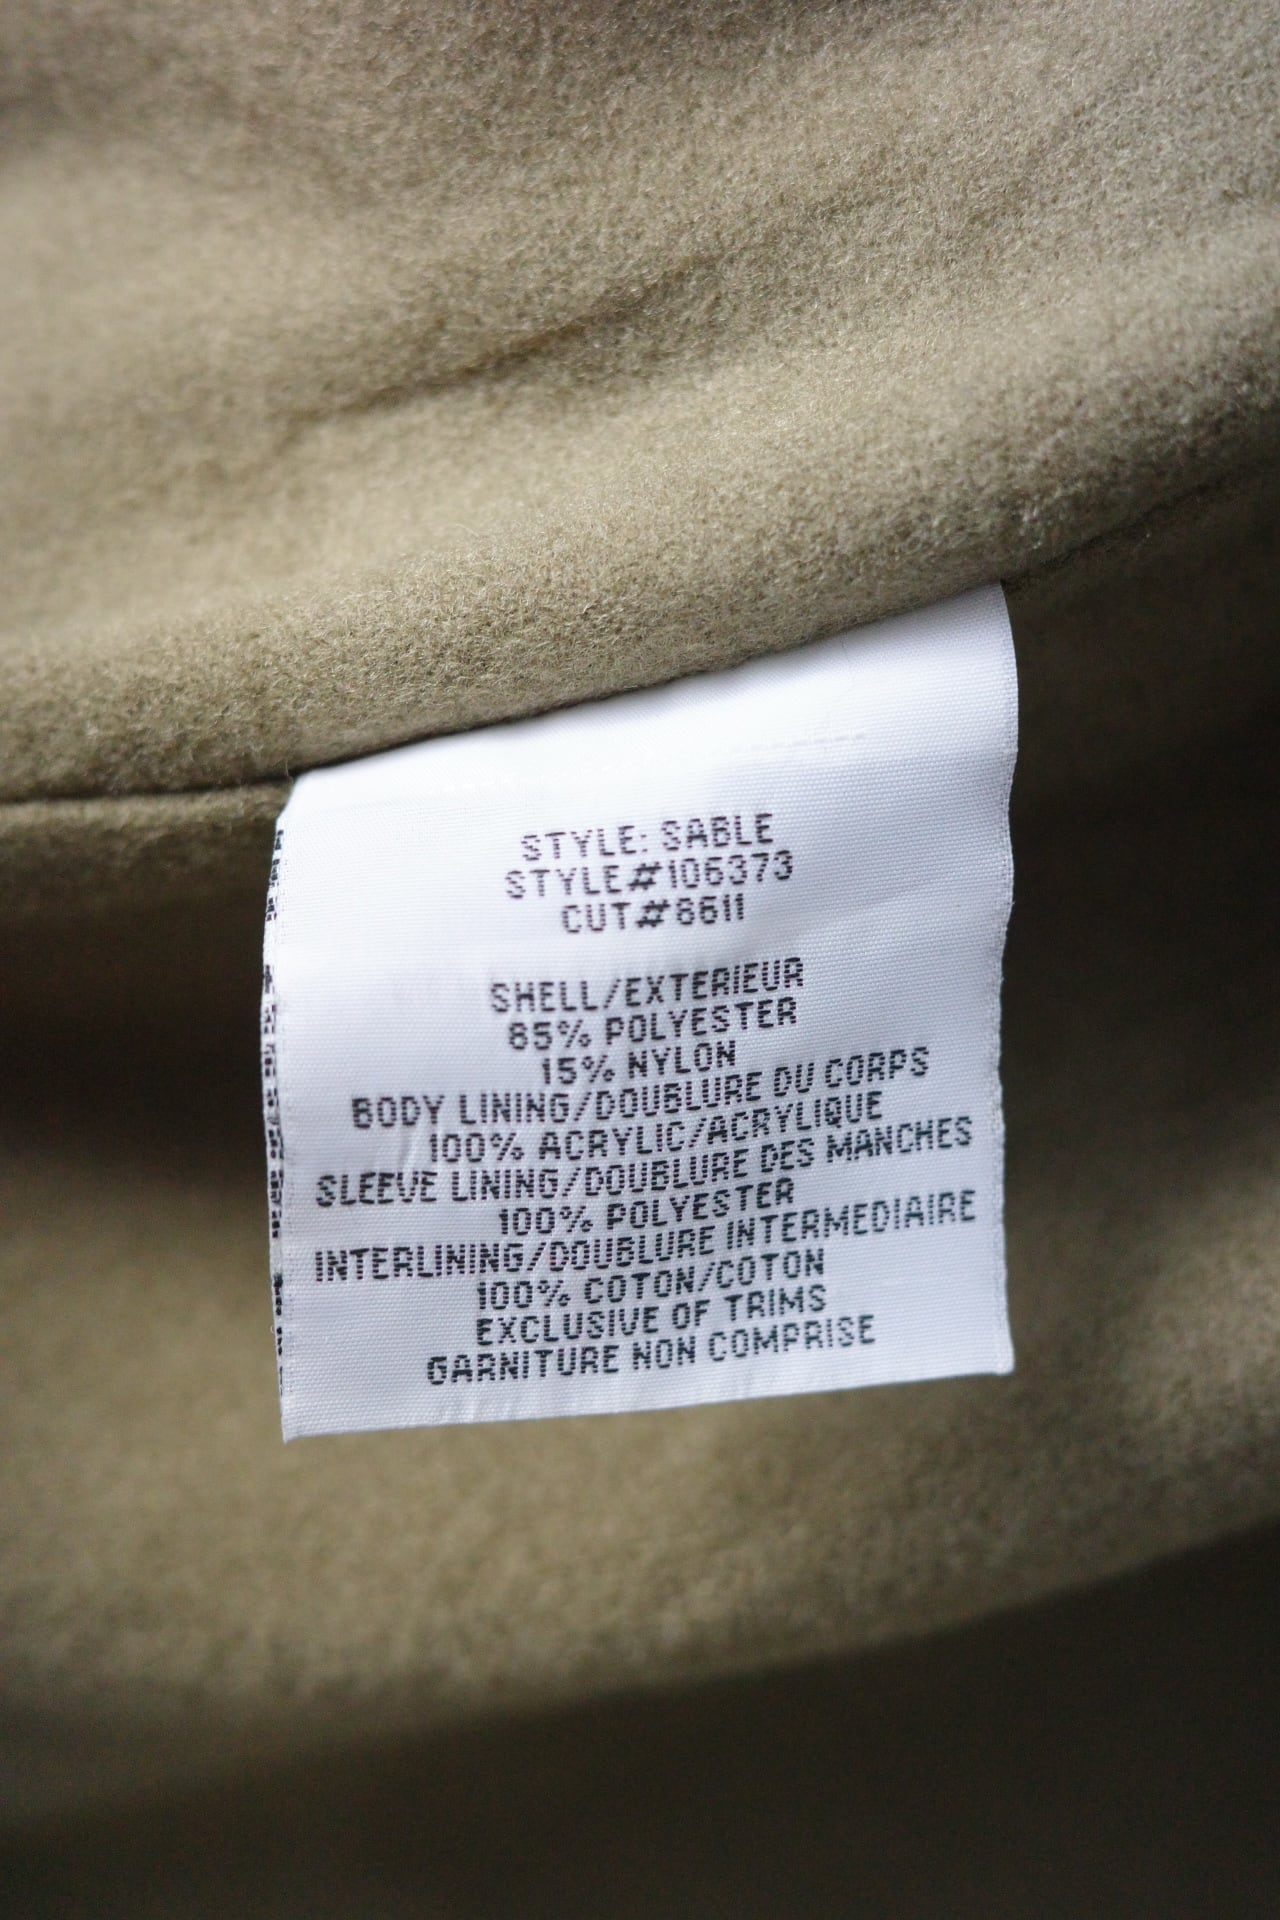 STYLE: SABLE
STYLE#106373
CUT#8611
SHELL/EXTERIEUR
85% POLYESTER
15% NYLON
BODY LINING/DOUBLURE DU CORPS
100% ACRYLIC/ACRYLIQUE
SLEEVE LINING/DOUBLURE DES MANCHES
100% POLYESTER
INTERLINING/DOUBLURE INTERMEDIAIRE
100% COTON/COTON
EXCLUSIVE OF TRIMS
GARNITURE NON COMPRISE